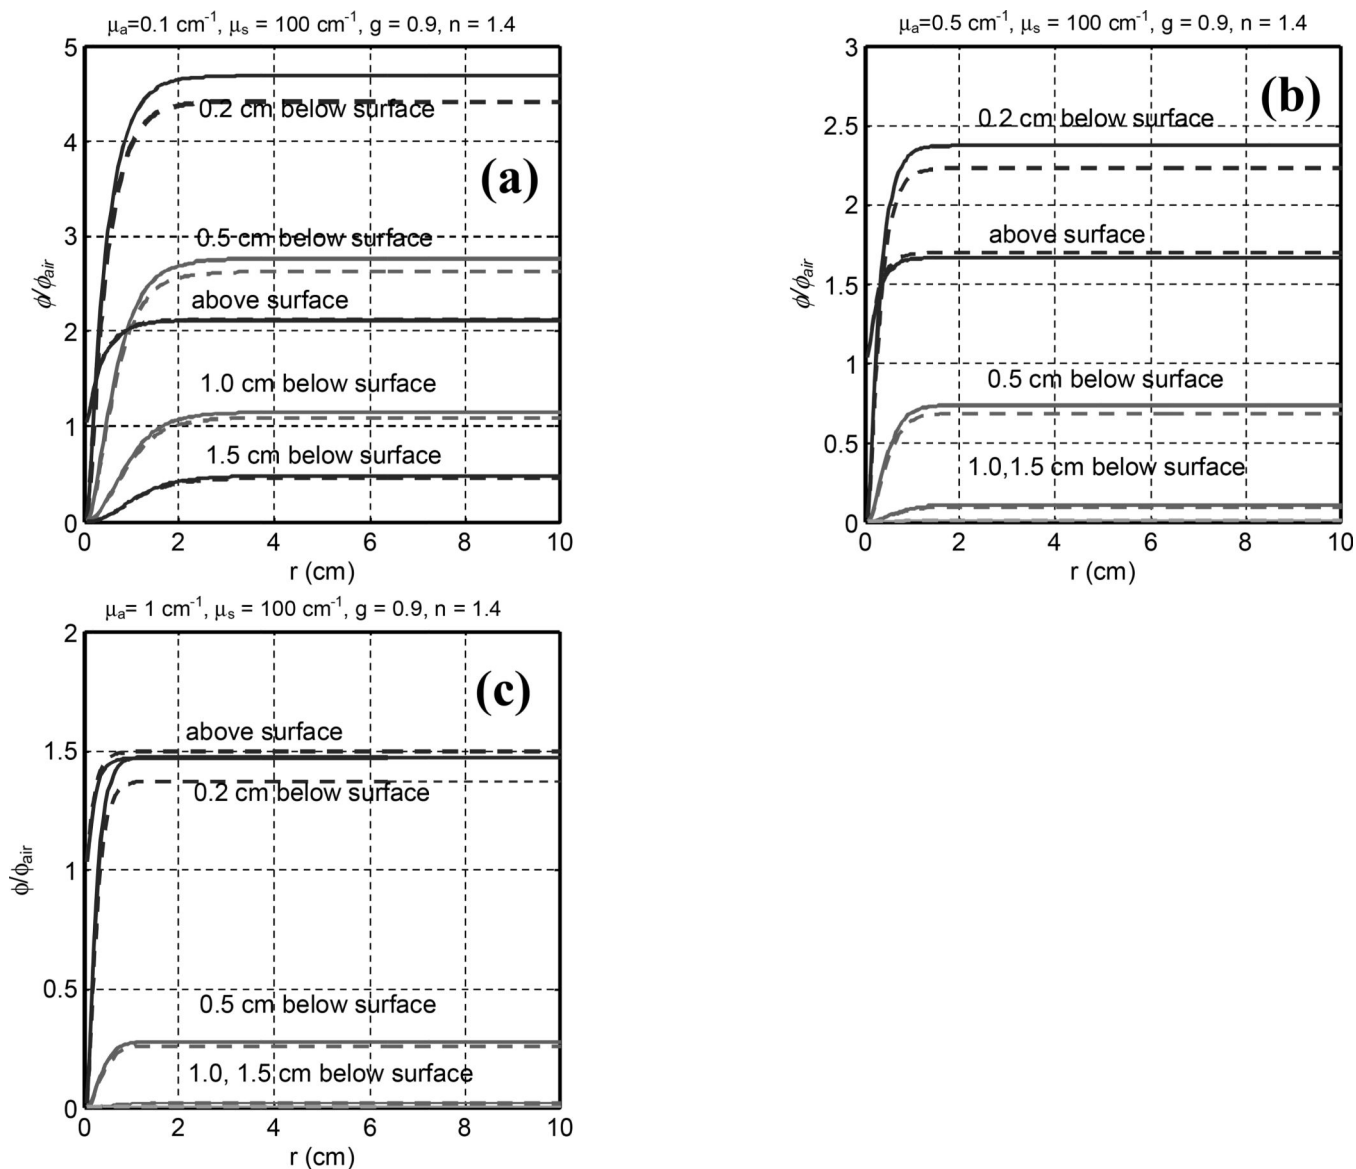 μa=0.1 cm-1, μs = 100 cm-1, g = 0.9, n = 1.4
5
4
3
2
1
0
ϕ/ϕair
(a)
0.2 cm below surface
0.5 cm below surface
above surface
1.0 cm below surface
1.5 cm below surface
0 2 4 6 8 10
r (cm)
μa=0.5 cm-1, μs = 100 cm-1, g = 0.9, n = 1.4
3
2.5
2
1.5
1
0.5
0
ϕ/ϕair
(b)
0.2 cm below surface
above surface
0.5 cm below surface
1.0,1.5 cm below surface
0 2 4 6 8 10
r (cm)
μa= 1 cm-1, μs = 100 cm-1, g = 0.9, n = 1.4
2
1.5
1
0.5
0
ϕ/ϕair
(c)
above surface
0.2 cm below surface
0.5 cm below surface
1.0, 1.5 cm below surface
0 2 4 6 8 10
r (cm)